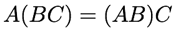 A(BC) = (AB)C